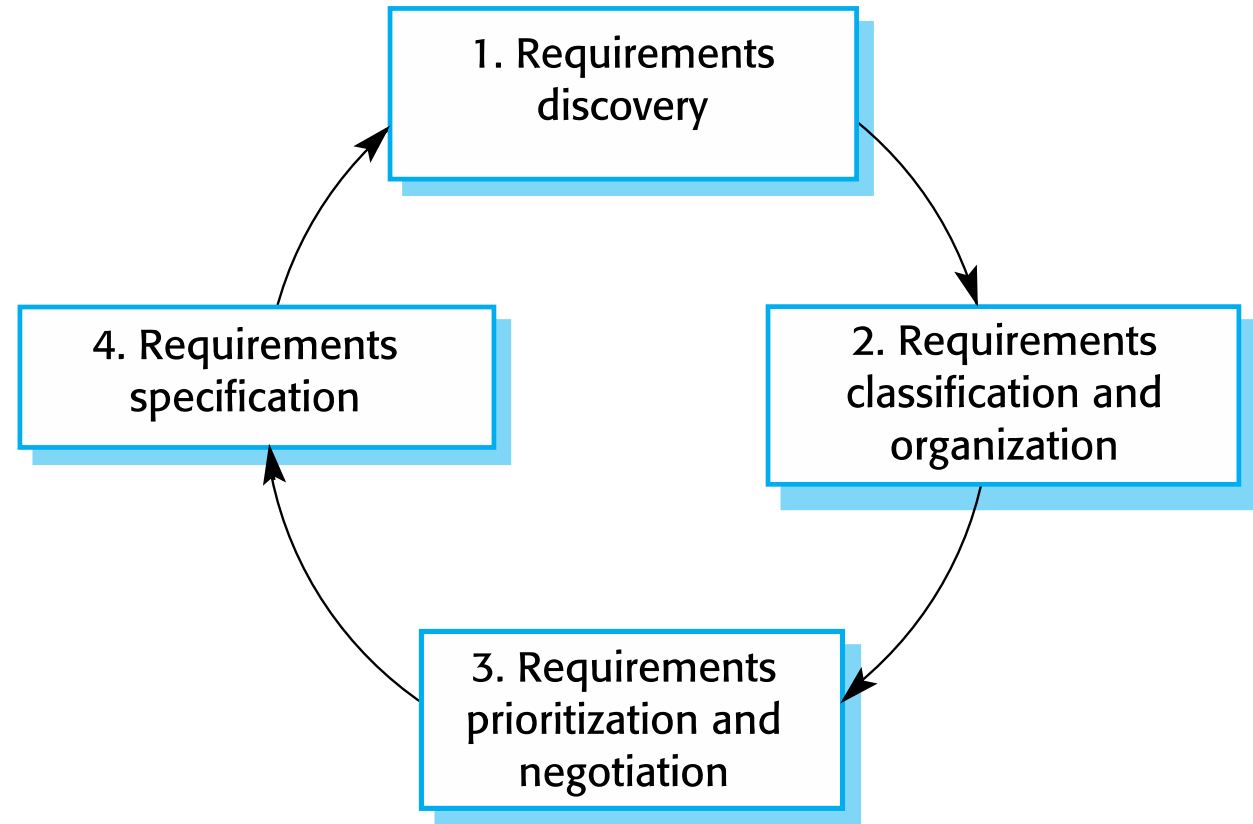 1. Requirements
discovery
2. Requirements
classification and
organization
3. Requirements
prioritization and
negotiation
4. Requirements
specification